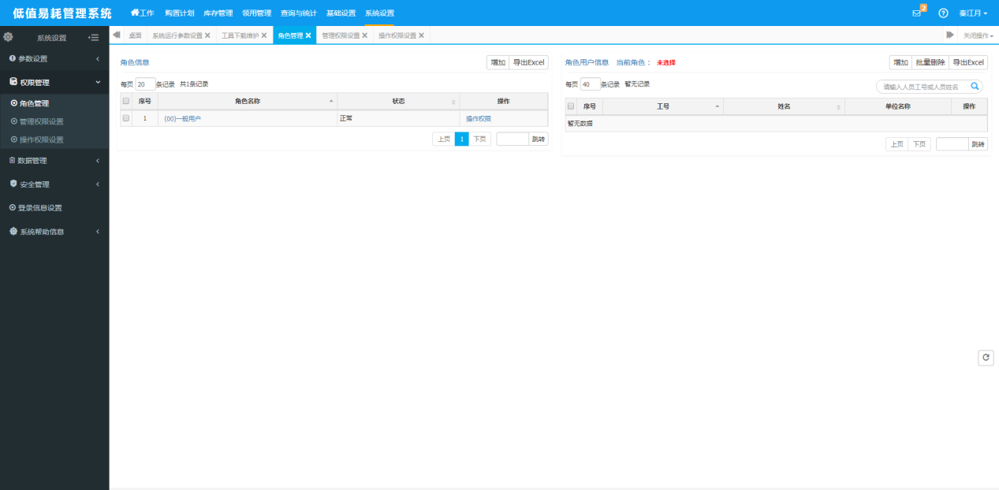 低值易耗管理系统 工作 购置计划 库存管理 领用管理 查询与统计 基础设置 系统设置 2 秦江月
系统设置
桌面 系统运行参数设置 工具下载维护 角色管理 管理权限设置 操作权限设置 关闭操作
参数设置
权限管理
角色管理
管理权限设置
操作权限设置
数据管理
安全管理
登录信息设置
系统帮助信息
角色信息 增加 导出Excel
每页 20 条记录 共1条记录
序号 角色名称 状态 操作
1 (00)一般用户 正常 操作权限
上页 1 下页 跳转
角色用户信息 当前角色： 未选择 增加 批量删除 导出Excel
每页 40 条记录 暂无记录 请输入人员工号或人员姓名
序号 工号 姓名 单位名称 操作
暂无数据
上页 下页 跳转